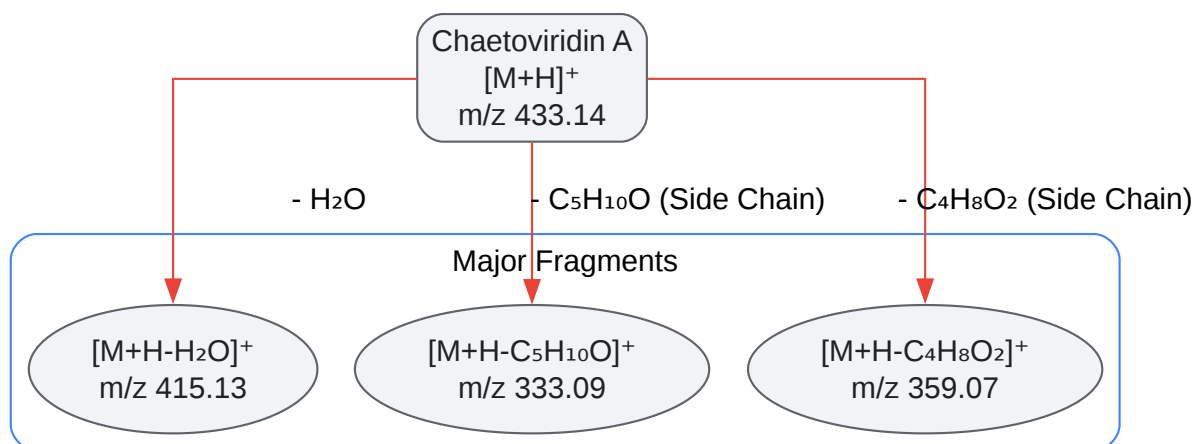 Chaetoviridin A
[M+H]⁺
m/z 433.14
- H₂O
- C₅H₁₀O (Side Chain)
- C₄H₈O₂ (Side Chain)
Major Fragments
[M+H-H₂O]⁺
m/z 415.13
[M+H-C₅H₁₀O]⁺
m/z 333.09
[M+H-C₄H₈O₂]⁺
m/z 359.07